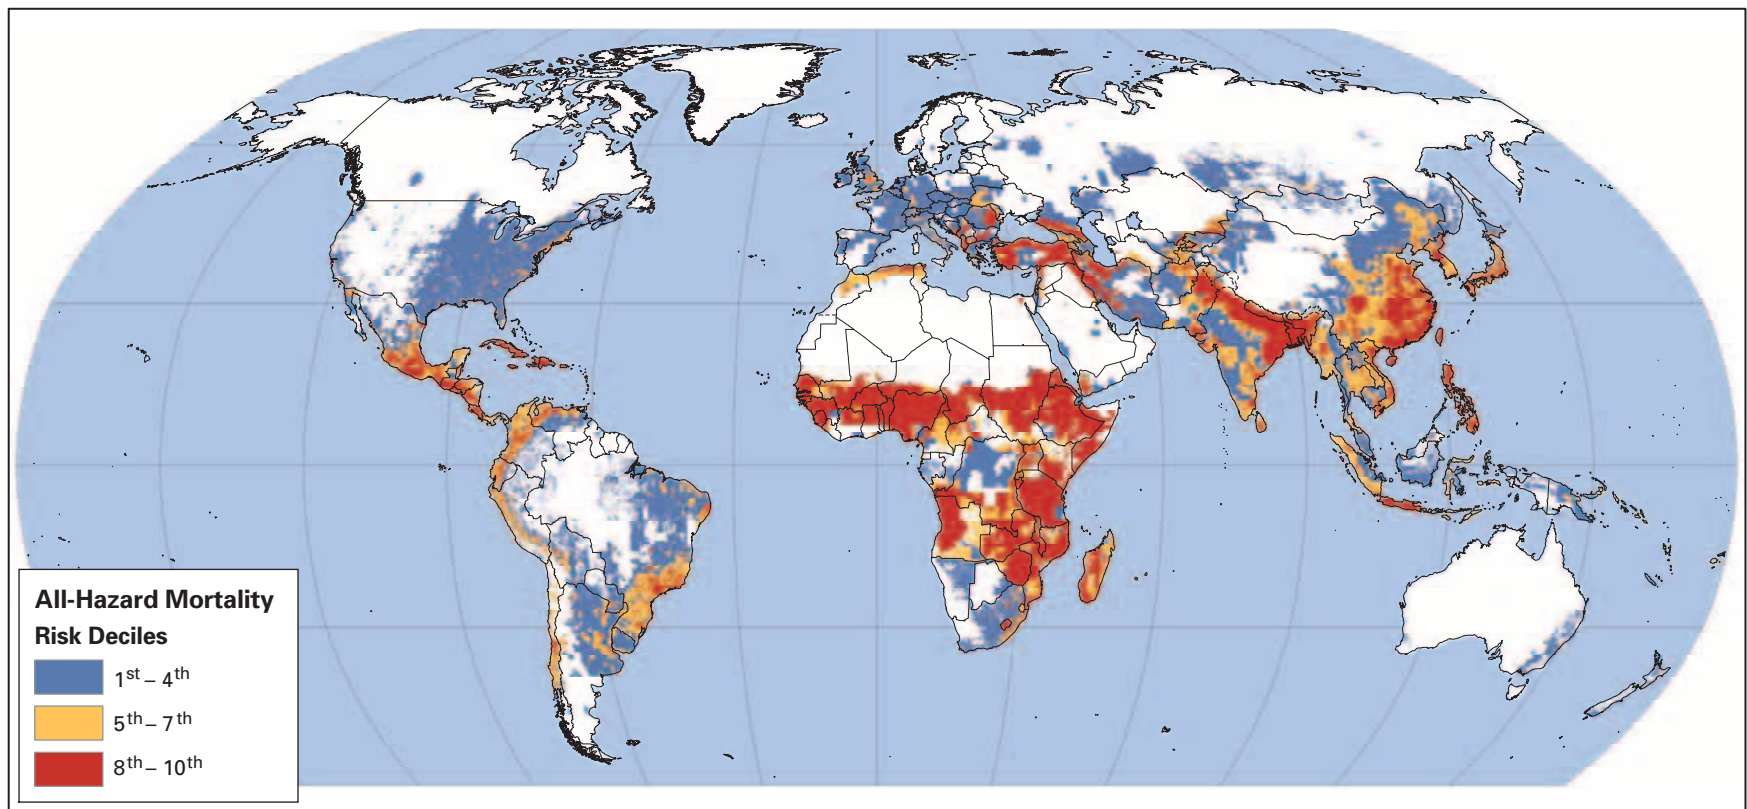 All-Hazard Mortality
Risk Deciles
1st – 4th
5th – 7th
8th – 10th